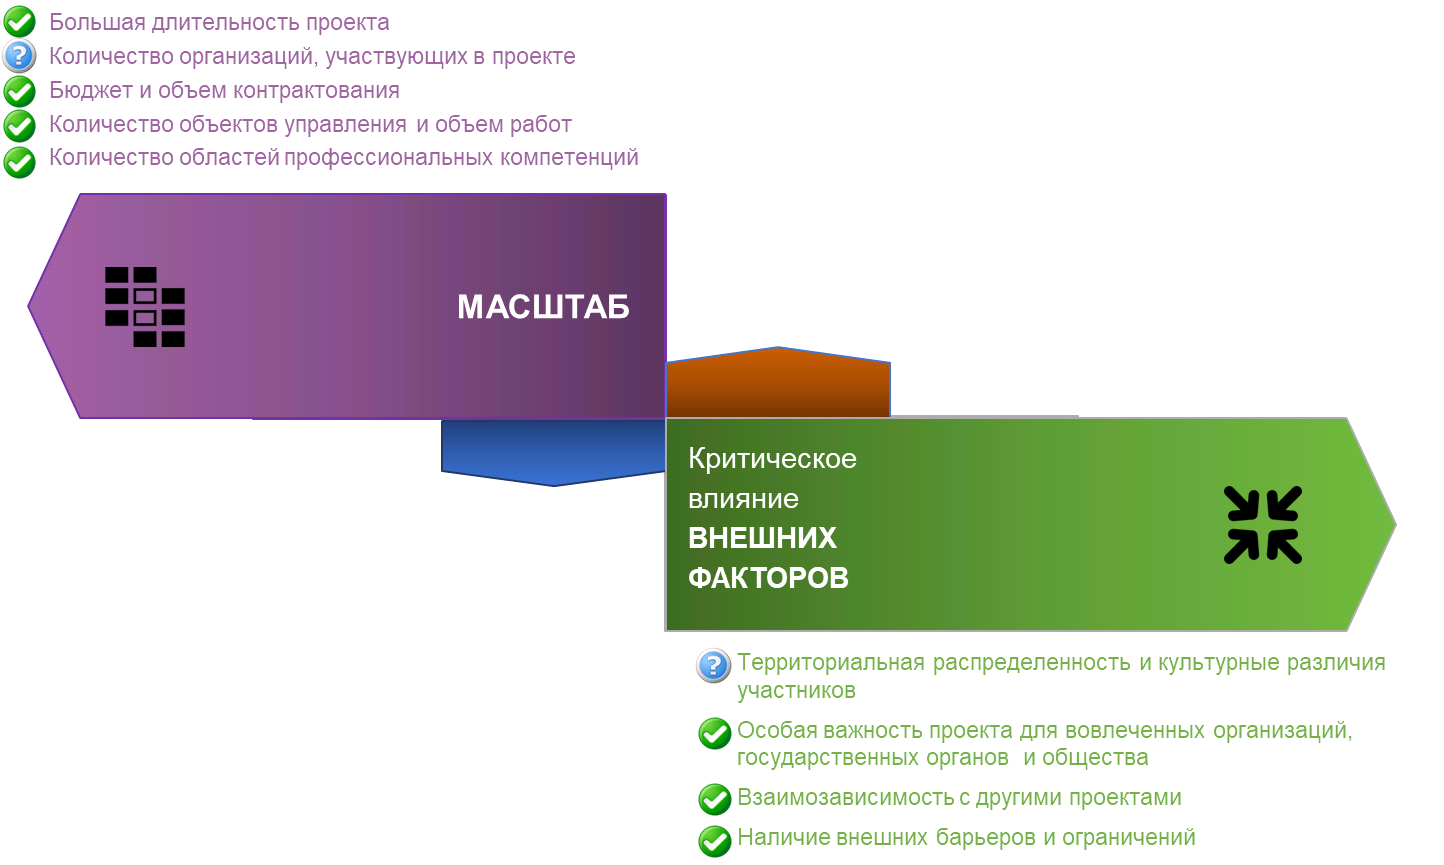 Большая длительность проекта
Количество организаций, участвующих в проекте
Бюджет и объем контрактования
Количество объектов управления и объем работ
Количество областей профессиональных компетенций
МАСШТАБ
Критическое
влияние
ВНЕШНИХ
ФАКТОРОВ
Территориальная распределенность и культурные различия
участников
Особая важность проекта для вовлеченных организаций,
государственных органов и общества
Взаимозависимость с другими проектами
Наличие внешних барьеров и ограничений